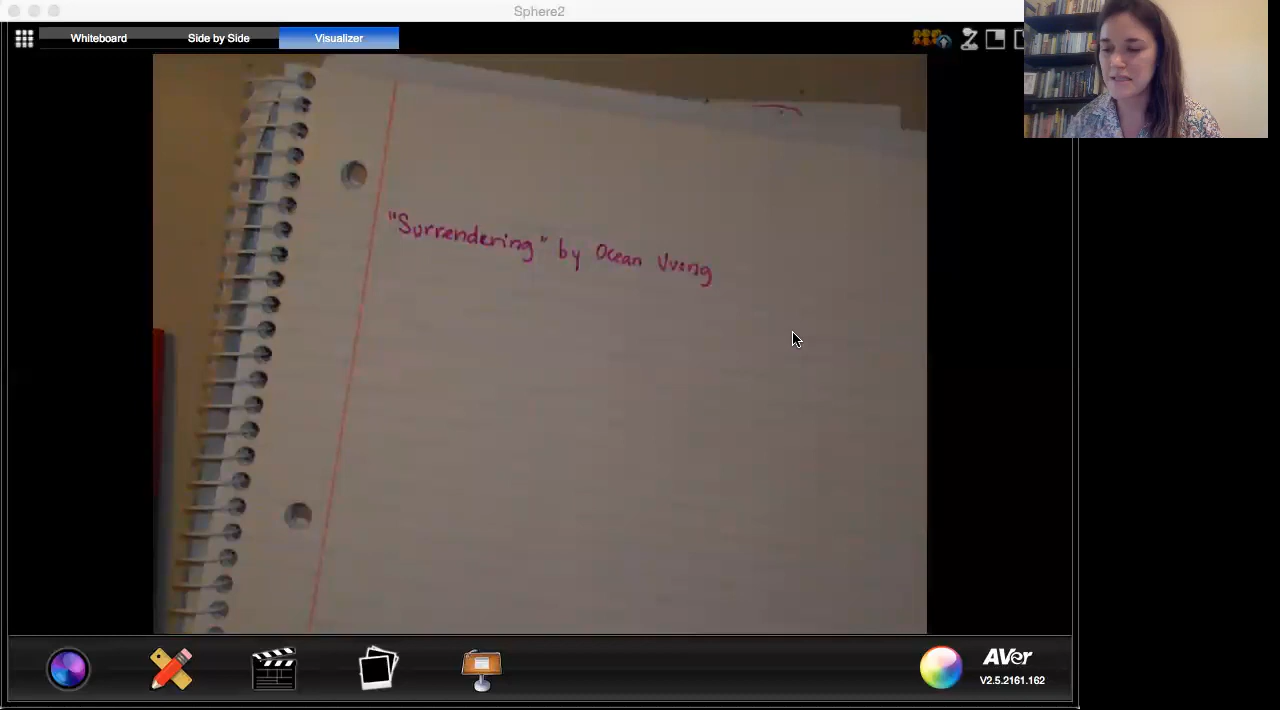 Sphere2
Whiteboard
Side by Side
Visualizer
"Surrendering" by Ocean Vuong
AVer
V2.5.2161.162